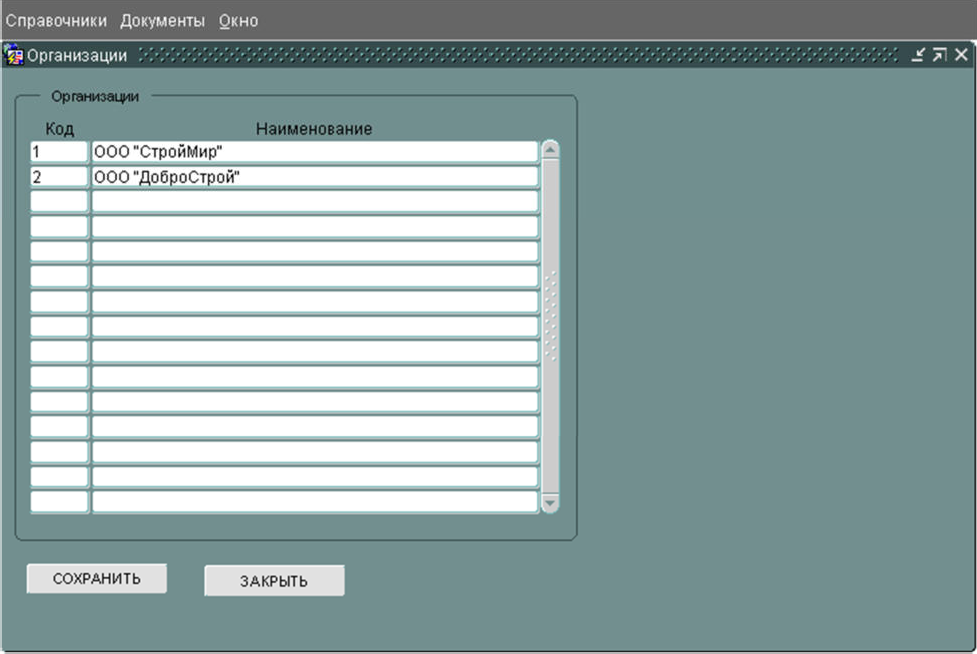 Справочники Документы Окно
Организации
Организации
Код Наименование
1 ООО "СтройМир"
2 ООО "ДоброСтрой"
СОХРАНИТЬ ЗАКРЫТЬ